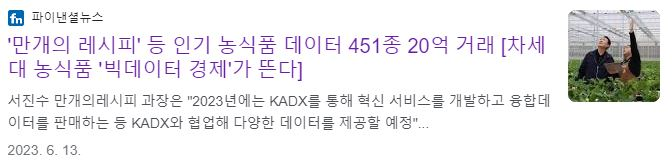 fn 파이낸셜뉴스
'만개의 레시피' 등 인기 농식품 데이터 451종 20억 거래 [차세
대 농식품 '빅데이터 경제'가 뜬다]
서진수 만개의레시피 과장은 "2023년에는 KADX를 통해 혁신 서비스를 개발하고 융합데
이터를 판매하는 등 KADX와 협업해 다양한 데이터를 제공할 예정"...
2023. 6. 13.